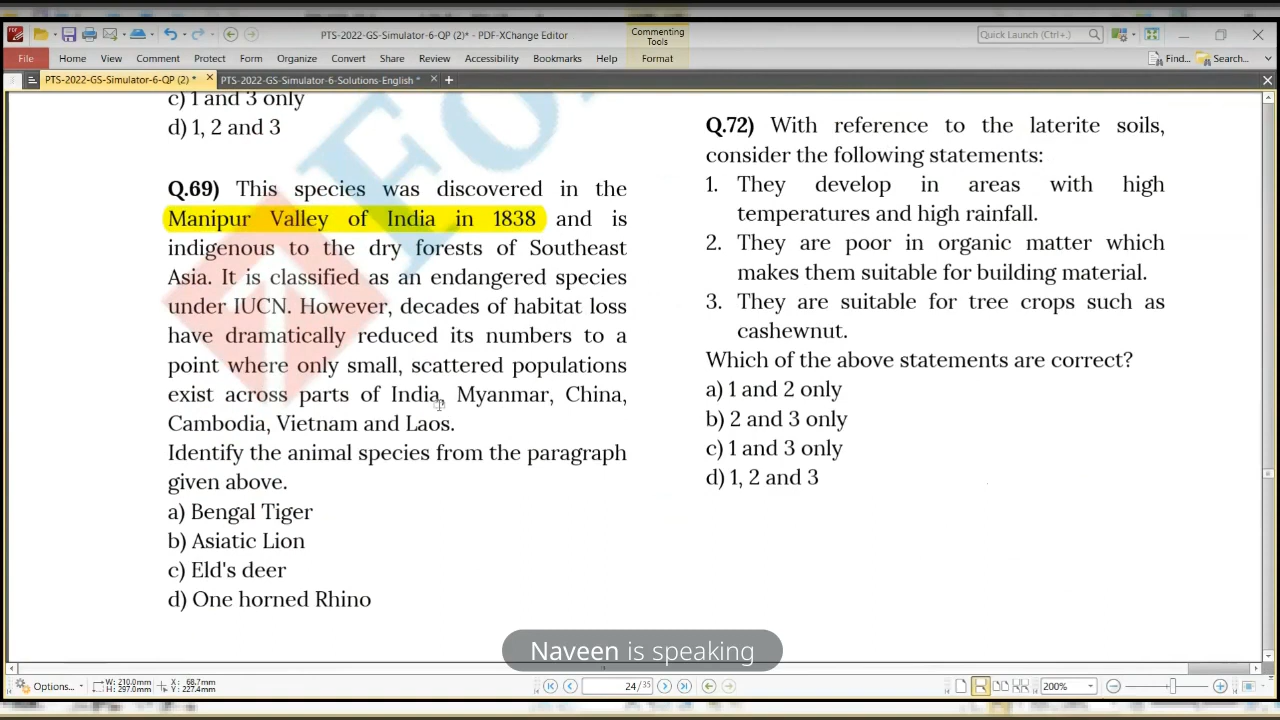 PTS-2022-GS-Simulator-6-QP (2)* - PDF-XChange Editor
Commenting Tools
Quick Launch (Ctrl+.)
File Home View Comment Protect Form Organize Convert Share Review Accessibility Bookmarks Help Format
Find... Search...
PTS-2022-GS-Simulator-6-QP (2) * PTS-2022-GS-Simulator-6-Solutions-English *
c) 1 and 3 only
d) 1, 2 and 3
Q.69) This species was discovered in the
Manipur Valley of India in 1838 and is
indigenous to the dry forests of Southeast
Asia. It is classified as an endangered species
under IUCN. However, decades of habitat loss
have dramatically reduced its numbers to a
point where only small, scattered populations
exist across parts of India, Myanmar, China,
Cambodia, Vietnam and Laos.
Identify the animal species from the paragraph
given above.
a) Bengal Tiger
b) Asiatic Lion
c) Eld's deer
d) One horned Rhino
Q.72) With reference to the laterite soils,
consider the following statements:
1. They develop in areas with high
temperatures and high rainfall.
2. They are poor in organic matter which
makes them suitable for building material.
3. They are suitable for tree crops such as
cashewnut.
Which of the above statements are correct?
a) 1 and 2 only
b) 2 and 3 only
c) 1 and 3 only
d) 1, 2 and 3
Naveen is speaking
Options...
W: 210.0mm
H: 297.0mm
X: 68.7mm
Y: 227.4mm
24/35
200%